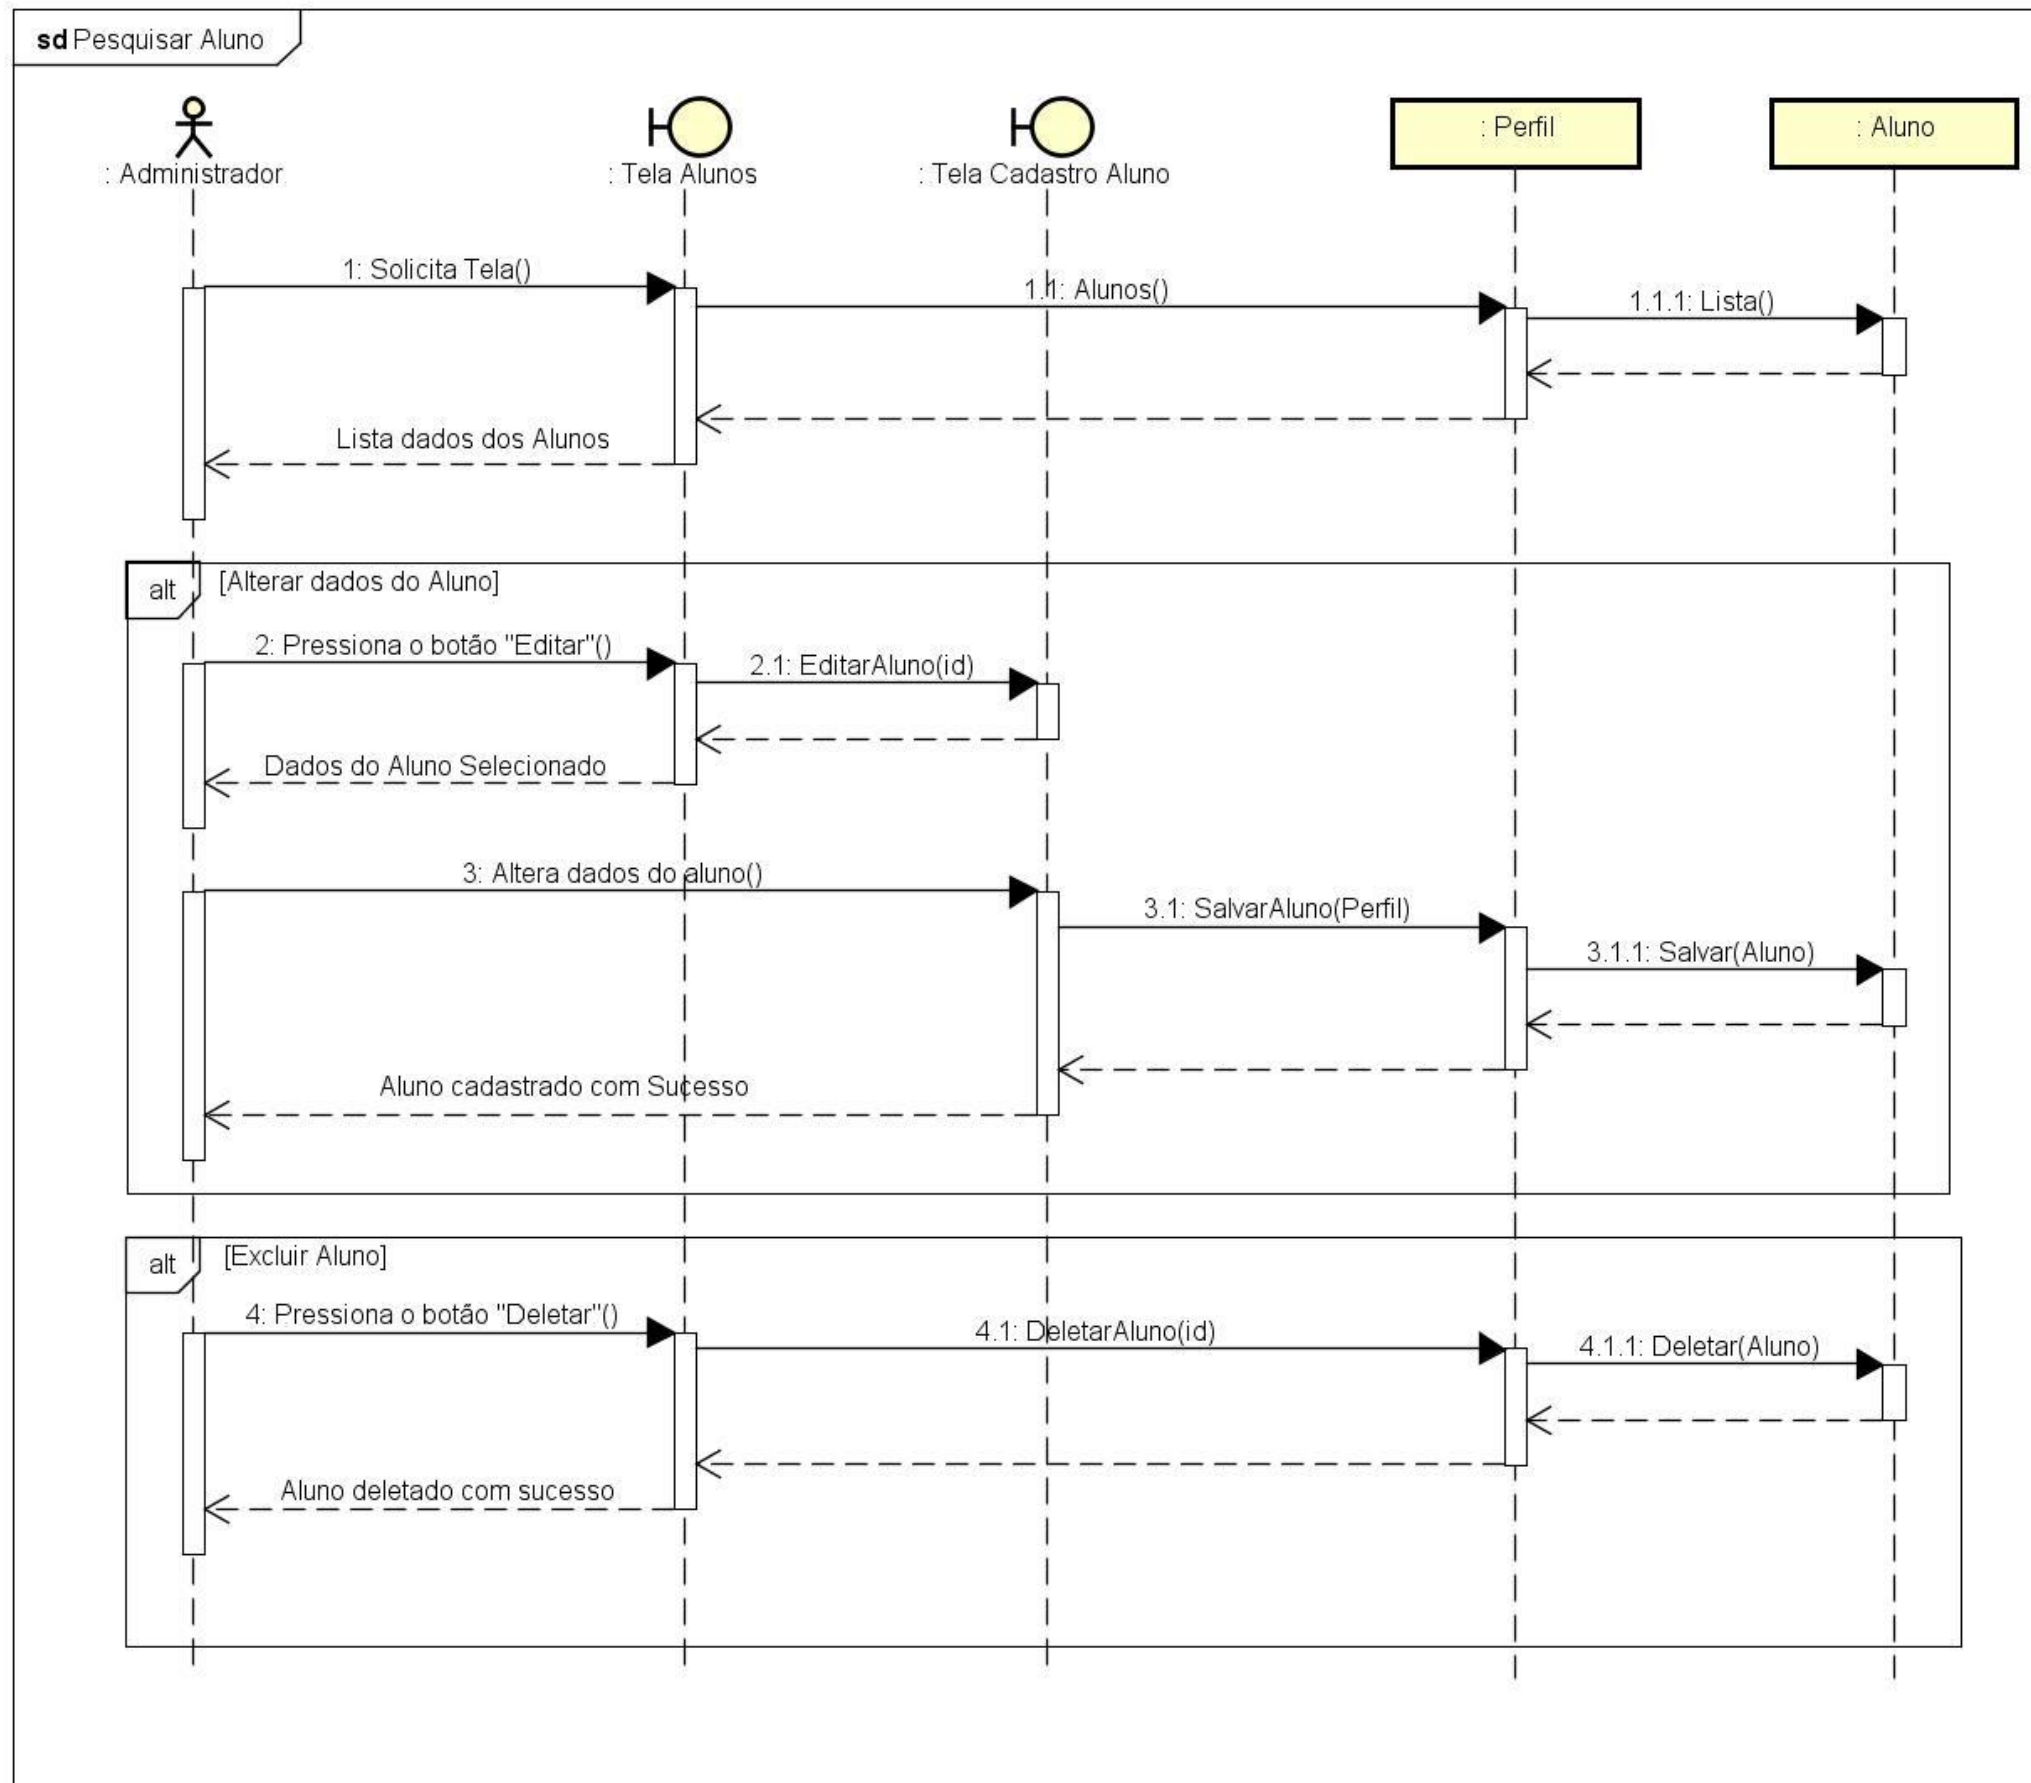 sd Pesquisar Aluno
: Administrador
: Tela Alunos
: Tela Cadastro Aluno
: Perfil
: Aluno
1: Solicita Tela()
1.1: Alunos()
1.1.1: Lista()
Lista dados dos Alunos
alt
[Alterar dados do Aluno]
2: Pressiona o botão "Editar"()
2.1: EditarAluno(id)
Dados do Aluno Selecionado
3: Altera dados do aluno()
3.1: SalvarAluno(Perfil)
3.1.1: Salvar(Aluno)
Aluno cadastrado com Sucesso
alt
[Excluir Aluno]
4: Pressiona o botão "Deletar"()
4.1: DeletarAluno(id)
4.1.1: Deletar(Aluno)
Aluno deletado com sucesso